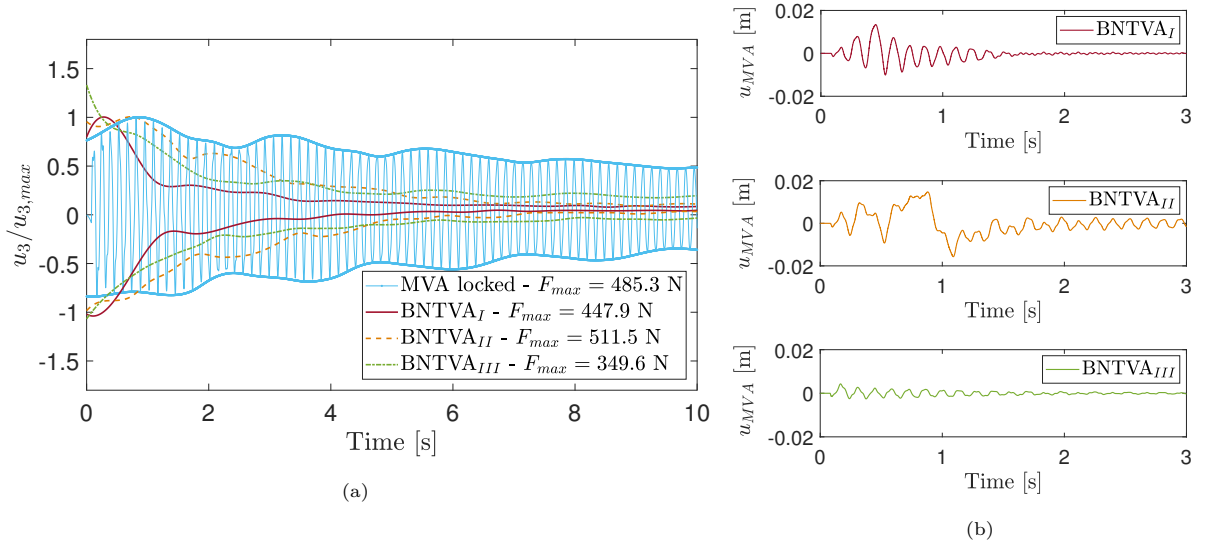 1.5
1
0.5
0
-0.5
-1
-1.5
u3/u3,max
MVA locked - Fmax = 485.3 N
BNTVAI - Fmax = 447.9 N
BNTVAII - Fmax = 511.5 N
BNTVAIII - Fmax = 349.6 N
0 2 4 6 8 10
Time [s]
(a)
0.02
0
-0.02
uMVA [m]
BNTVAI
0 1 2 3
Time [s]
0.02
0
-0.02
uMVA [m]
BNTVAII
0 1 2 3
Time [s]
0.02
0
-0.02
uMVA [m]
BNTVAIII
0 1 2 3
Time [s]
(b)